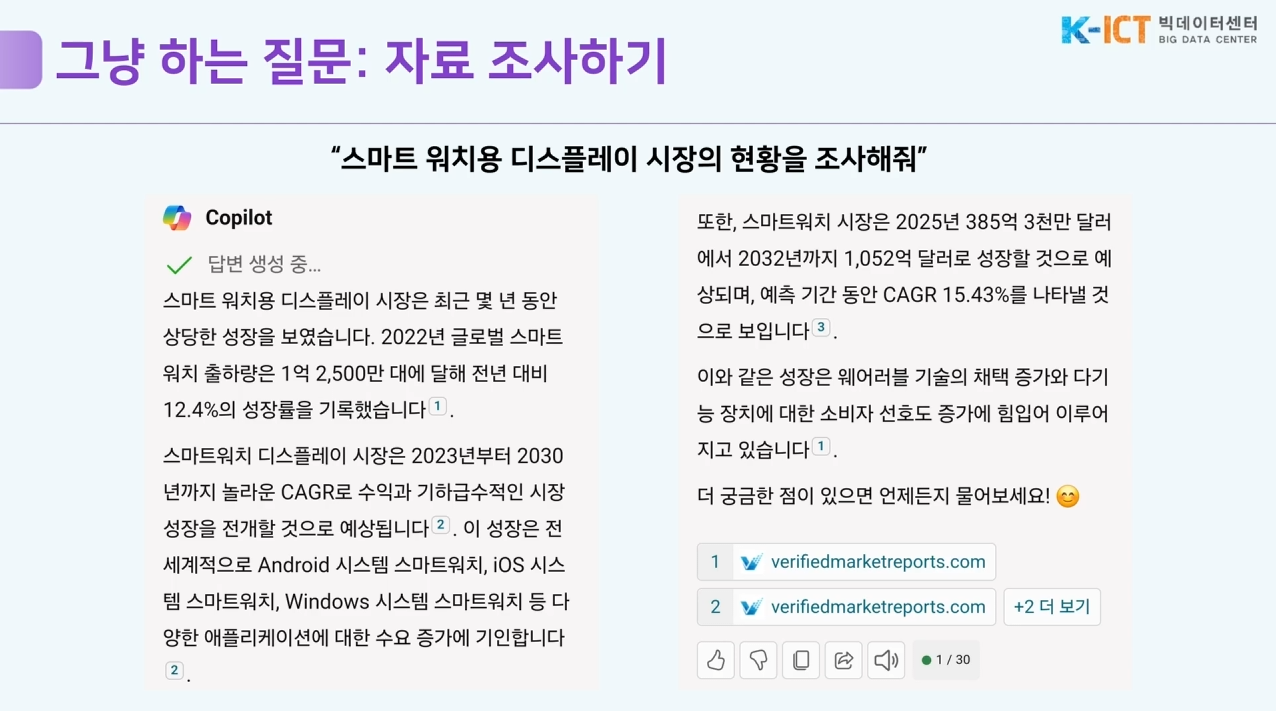 K-ICT 빅데이터센터
BIG DATA CENTER
그냥 하는 질문: 자료 조사하기
“스마트 워치용 디스플레이 시장의 현황을 조사해줘”
Copilot
답변 생성 중...
스마트 워치용 디스플레이 시장은 최근 몇 년 동안
상당한 성장을 보였습니다. 2022년 글로벌 스마트
워치 출하량은 1억 2,500만 대에 달해 전년 대비
12.4%의 성장률을 기록했습니다 1 .
스마트워치 디스플레이 시장은 2023년부터 2030
년까지 놀라운 CAGR로 수익과 기하급수적인 시장
성장을 전개할 것으로 예상됩니다 2 . 이 성장은 전
세계적으로 Android 시스템 스마트워치, iOS 시스
템 스마트워치, Windows 시스템 스마트워치 등 다
양한 애플리케이션에 대한 수요 증가에 기인합니다
2 .
또한, 스마트워치 시장은 2025년 385억 3천만 달러
에서 2032년까지 1,052억 달러로 성장할 것으로 예
상되며, 예측 기간 동안 CAGR 15.43%를 나타낼 것
으로 보입니다 3 .
이와 같은 성장은 웨어러블 기술의 채택 증가와 다기
능 장치에 대한 소비자 선호도 증가에 힘입어 이루어
지고 있습니다 1 .
더 궁금한 점이 있으면 언제든지 물어보세요! 😊
1 verifiedmarketreports.com
2 verifiedmarketreports.com +2 더 보기
1 / 30